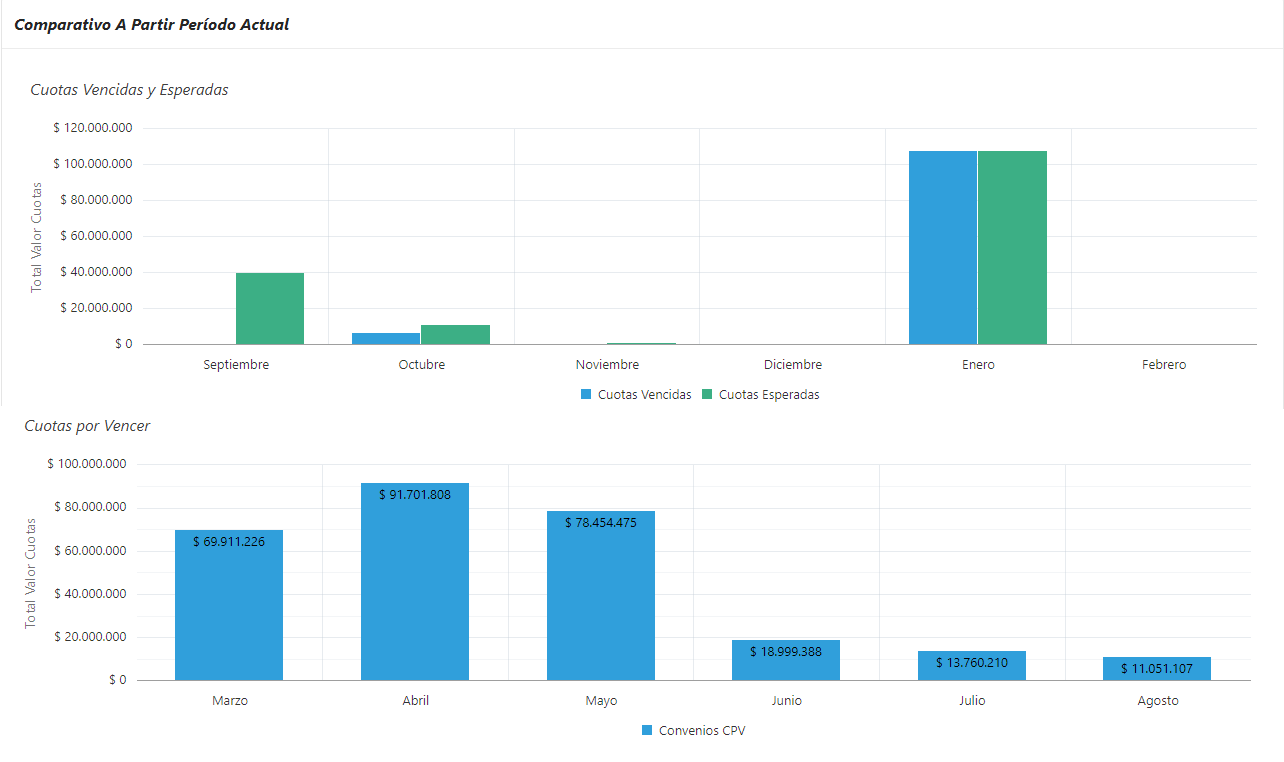 Comparativo A Partir Período Actual
Cuotas Vencidas y Esperadas
Total Valor Cuotas
$ 120.000.000
$ 100.000.000
$ 80.000.000
$ 60.000.000
$ 40.000.000
$ 20.000.000
$ 0
Septiembre Octubre Noviembre Diciembre Enero Febrero
Cuotas Vencidas Cuotas Esperadas
Cuotas por Vencer
Total Valor Cuotas
$ 100.000.000
$ 80.000.000
$ 60.000.000
$ 40.000.000
$ 20.000.000
$ 0
$ 69.911.226 $ 91.701.808 $ 78.454.475 $ 18.999.388 $ 13.760.210 $ 11.051.107
Marzo Abril Mayo Junio Julio Agosto
Convenios CPV